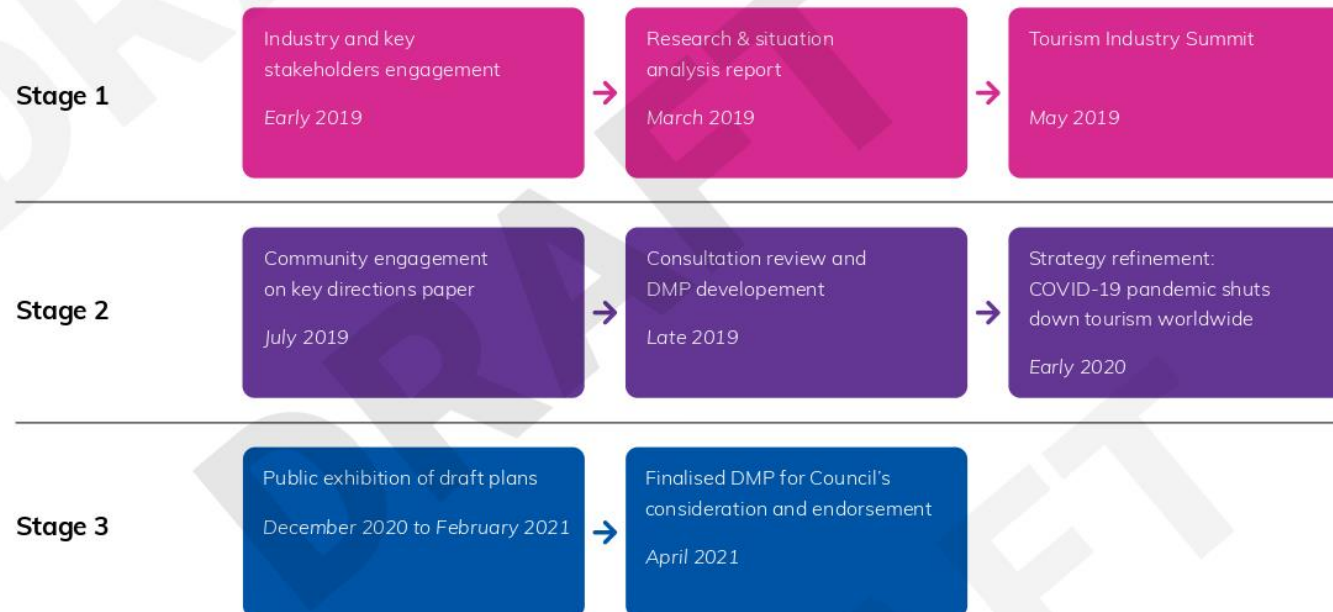 Stage 1
Industry and key
stakeholders engagement
Early 2019
Research & situation
analysis report
March 2019
Tourism Industry Summit
May 2019
Stage 2
Community engagement
on key directions paper
July 2019
Consultation review and
DMP developement
Late 2019
Strategy refinement:
COVID-19 pandemic shuts
down tourism worldwide
Early 2020
Stage 3
Public exhibition of draft plans
December 2020 to February 2021
Finalised DMP for Council's
consideration and endorsement
April 2021
DRAFT